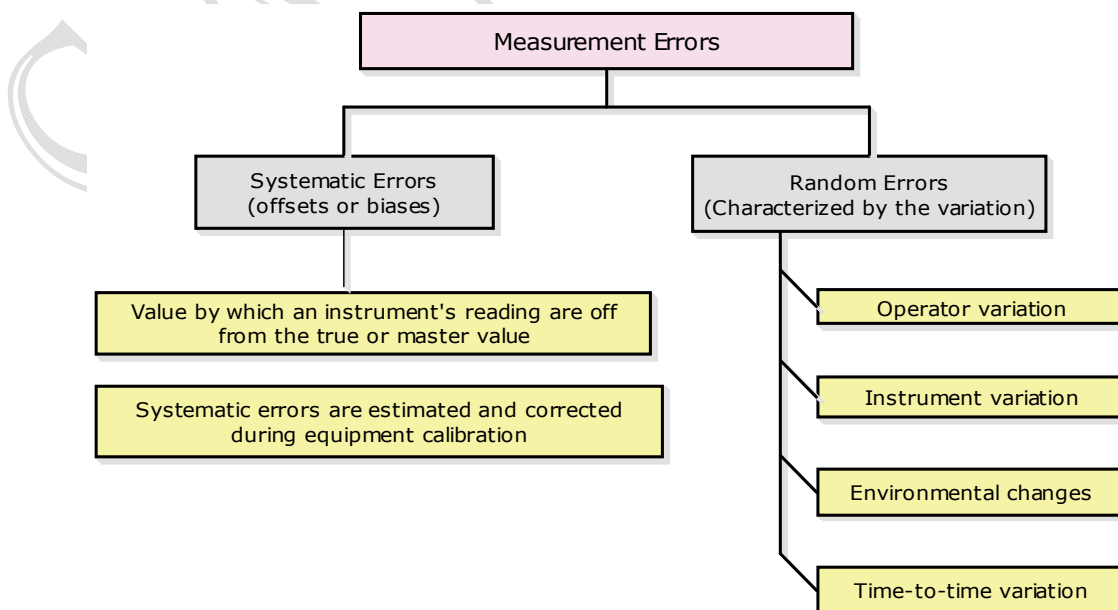 Measurement Errors
Systematic Errors
(offsets or biases)
Random Errors
(Characterized by the variation)
Value by which an instrument's reading are off
from the true or master value
Systematic errors are estimated and corrected
during equipment calibration
Operator variation
Instrument variation
Environmental changes
Time-to-time variation